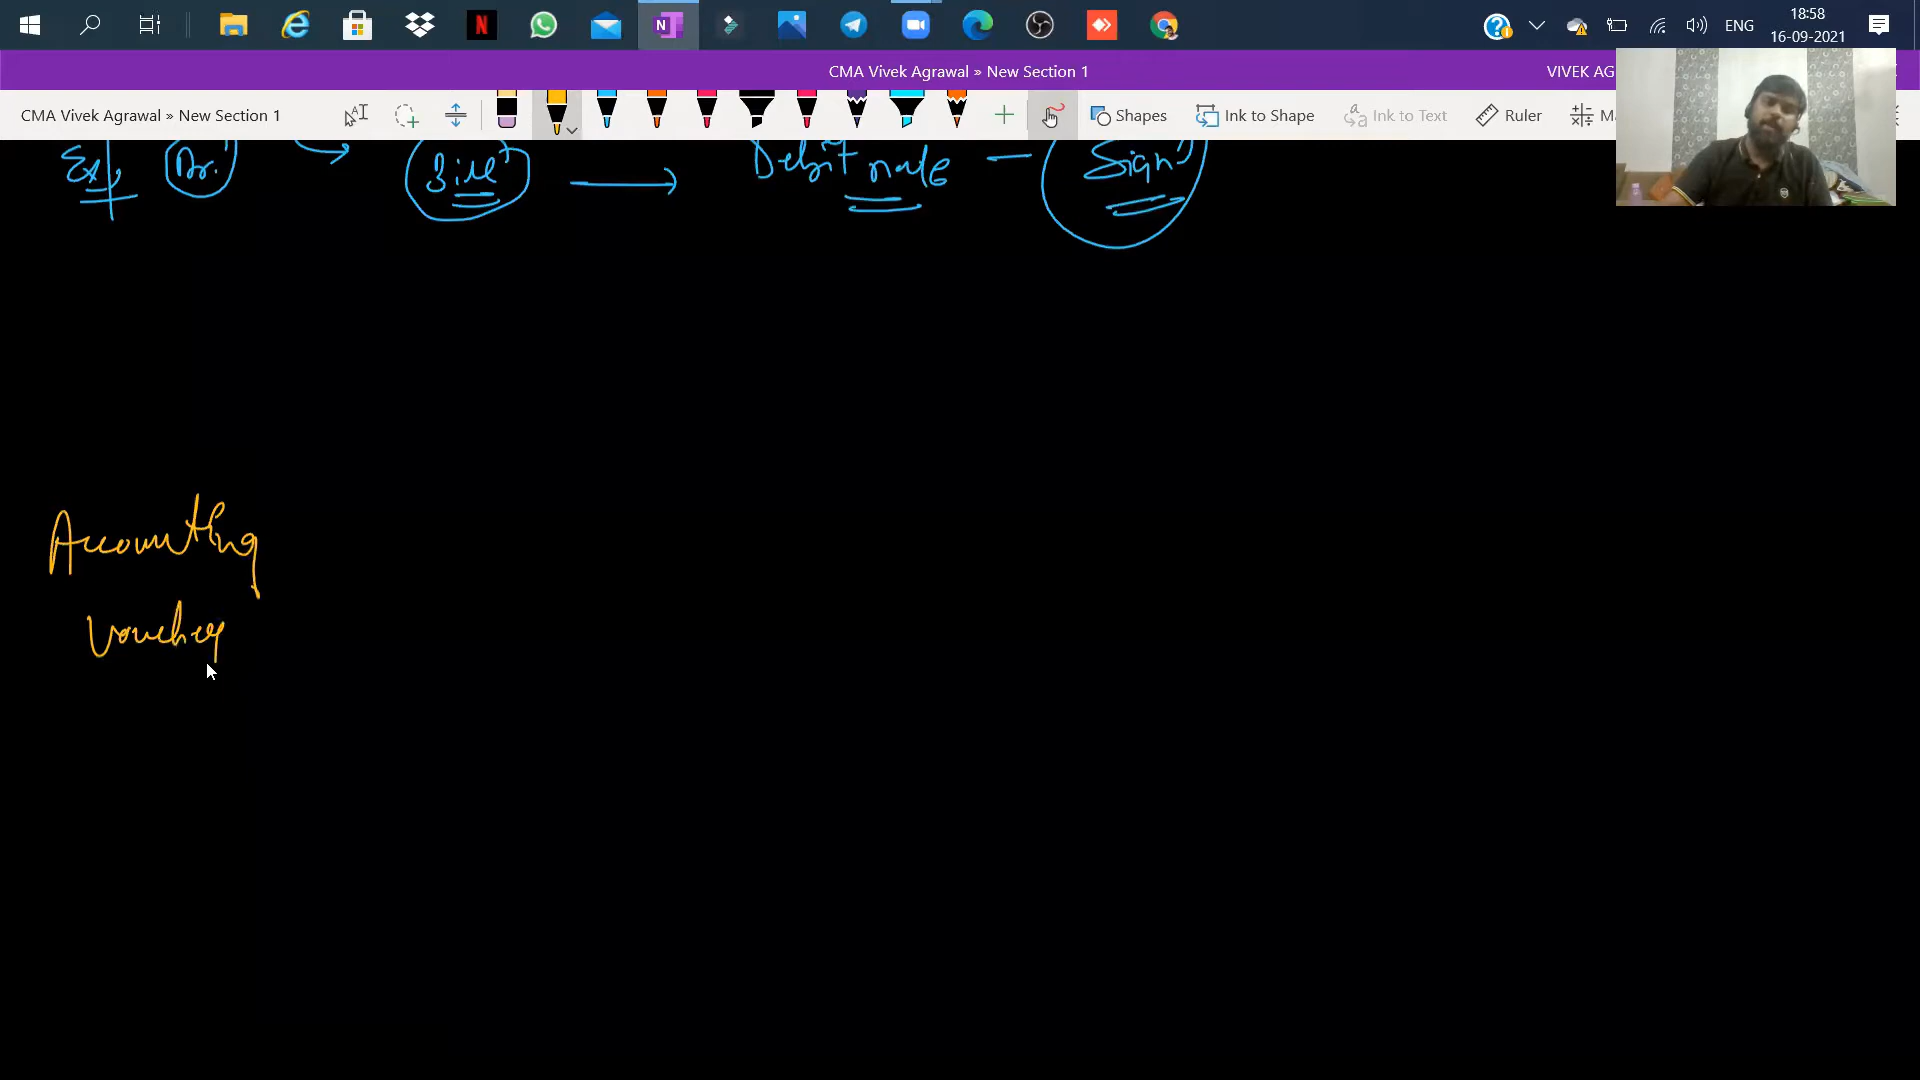 18:58
ENG
16-09-2021
CMA Vivek Agrawal » New Section 1
VIVEK AG
CMA Vivek Agrawal » New Section 1
Shapes
Ink to Shape
Ink to Text
Ruler
Exp Dr. Bill Debit note Sign
Accounting
Voucher